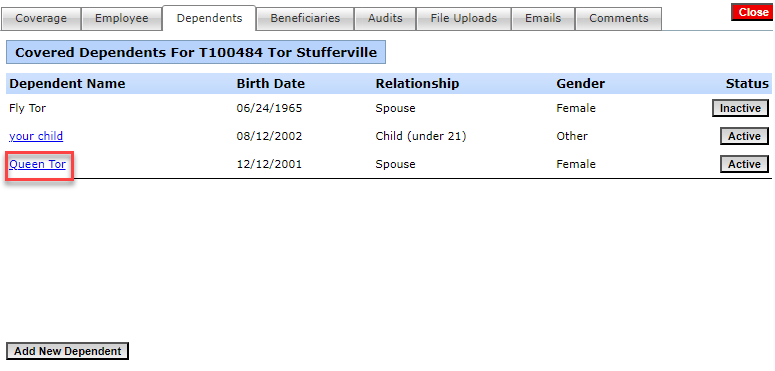 Coverage Employee Dependents Beneficiaries Audits File Uploads Emails Comments Close
Covered Dependents For T100484 Tor Stufferville
Dependent Name Birth Date Relationship Gender Status
Fly Tor 06/24/1965 Spouse Female Inactive
your child 08/12/2002 Child (under 21) Other Active
Queen Tor 12/12/2001 Spouse Female Active
Add New Dependent